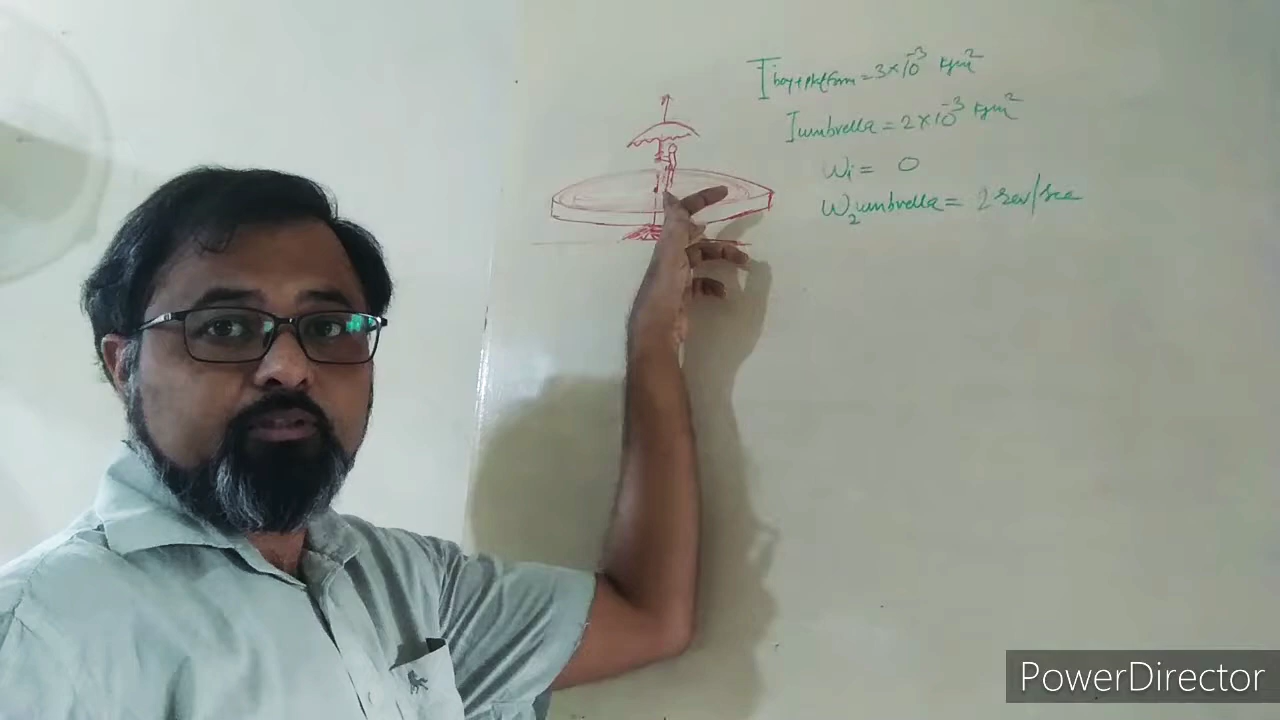 I boy+platform = 3×10⁻³ kgm²
I umbrella = 2×10⁻³ kgm²
ωi = 0
ω₂ umbrella = 2 rev/sec
PowerDirector